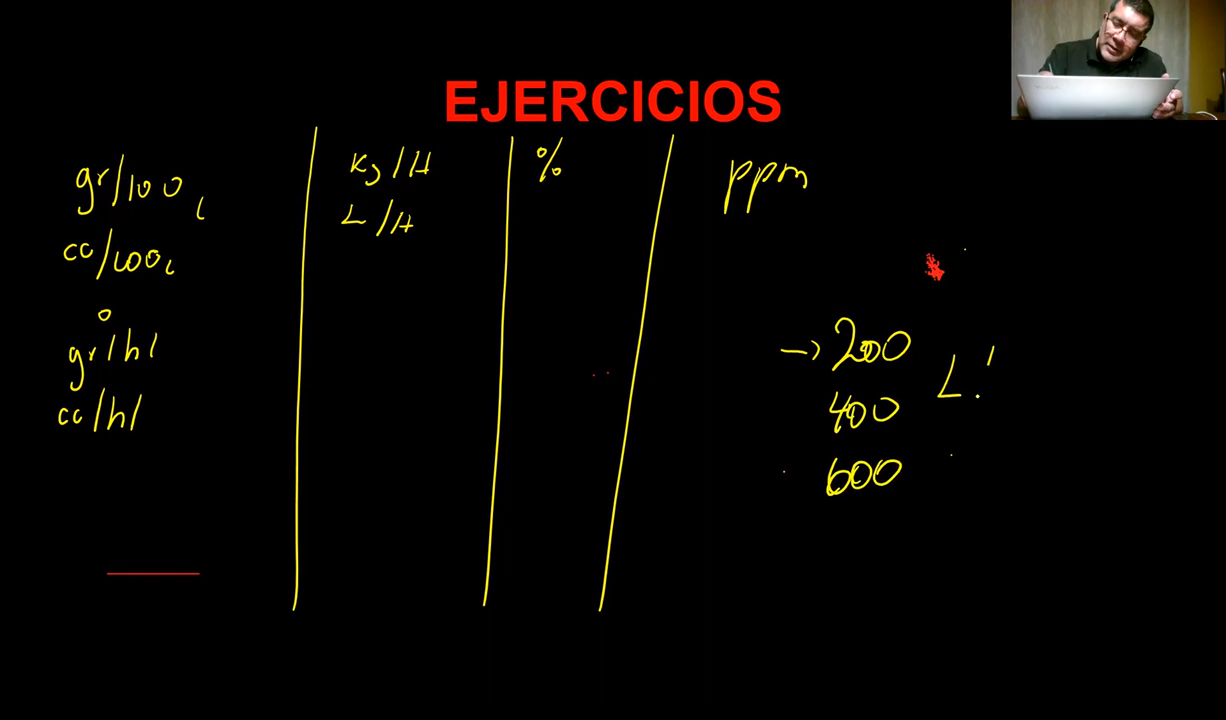 EJERCICIOS
gr/100 L
cc/100 L
o
gr/hl
cc/hl
Kg/H
L/H
%
ppm
→ 200
400
600
L!